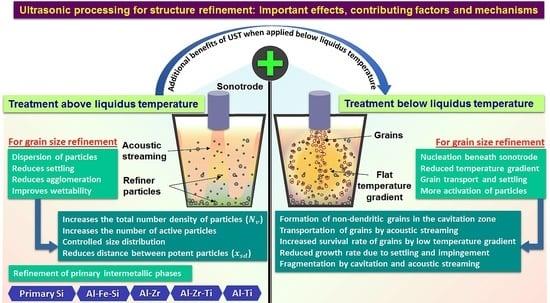 Ultrasonic processing for structure refinement: Important effects, contributing factors and mechanisms
Additional benefits of UST when applied below liquidus temperature
Sonotrode
Treatment above liquidus temperature
Treatment below liquidus temperature
For grain size refinement
Dispersion of particles
Reduces settling
Reduces agglomeration
Improves wettability
Acoustic
streaming
Refiner
particles
Grains
Flat
temperature
gradient
For grain size refinement
Nucleation beneath sonotrode
Reduced temperature gradient
Grain transport and settling
More activation of particles
Increases the total number density of particles (Nv)
Increases the number of active particles
Controlled size distribution
Reduces distance between potent particles (xsd)
Formation of non-dendritic grains in the cavitation zone
Transportation of grains by acoustic streaming
Increased survival rate of grains by low temperature gradient
Reduced growth rate due to settling and impingement
Fragmentation by cavitation and acoustic streaming
Refinement of primary intermetallic phases
Primary Si
Al-Fe-Si
Al-Zr
Al-Zr-Ti
Al-Ti